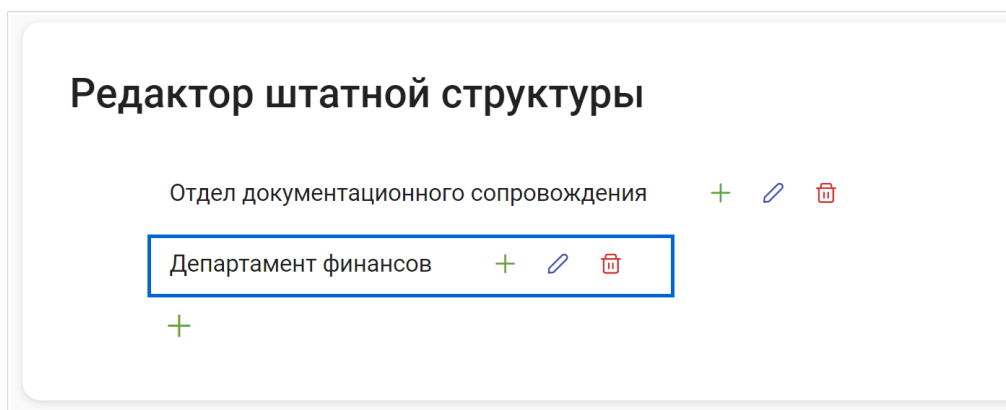 Редактор штатной структуры
Отдел документационного сопровождения
Департамент финансов